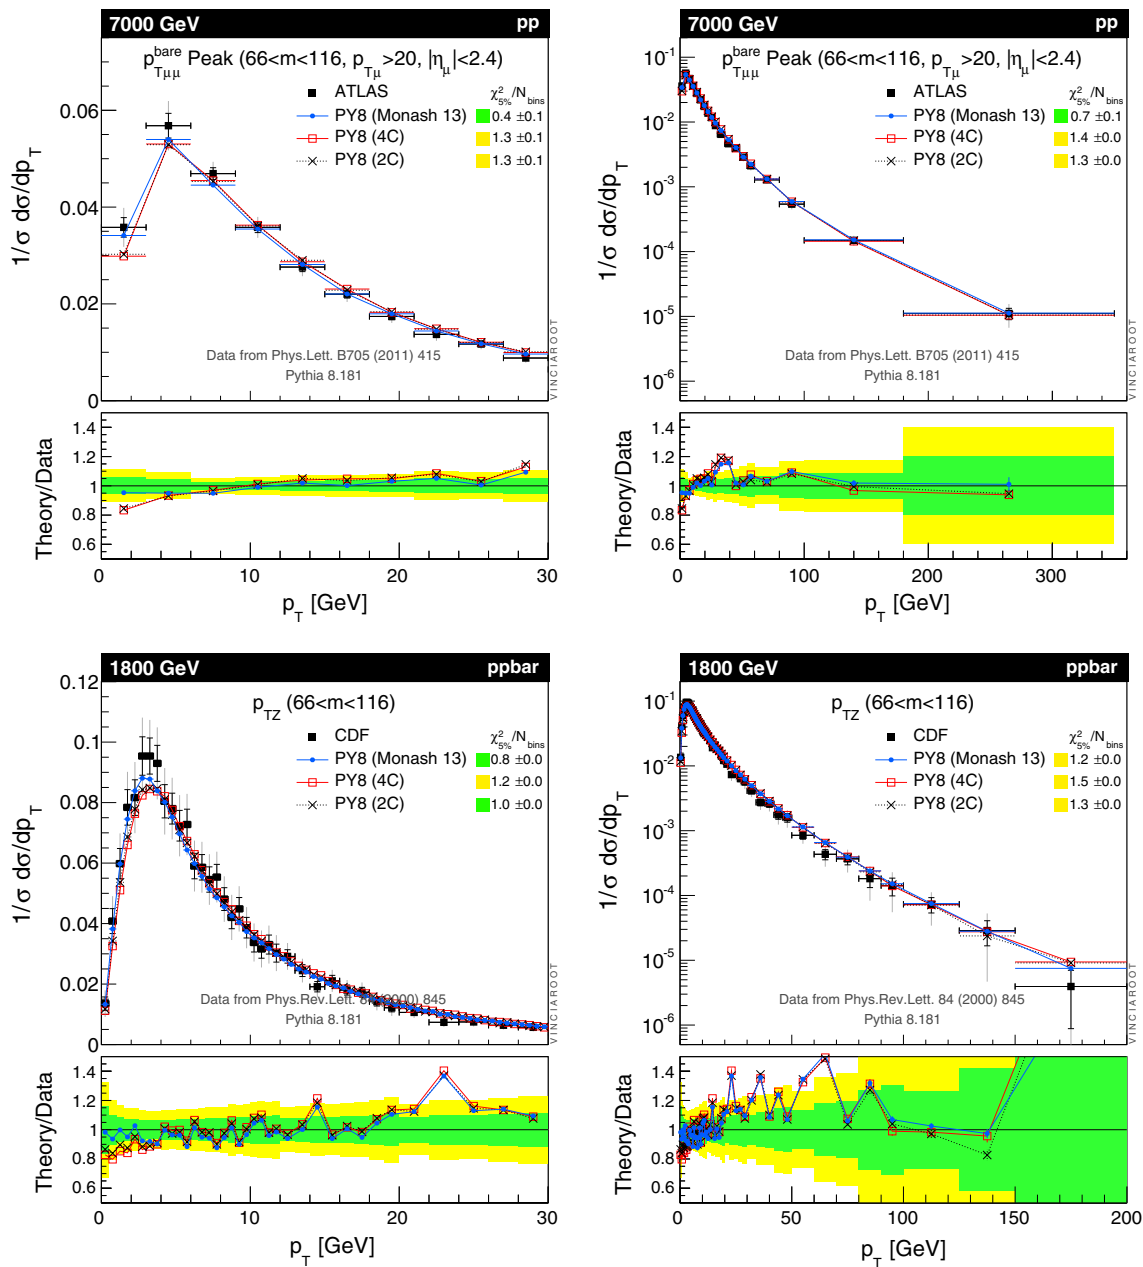 7000 GeV pp
p_Tμμ^bare Peak (66<m<116, p_Tμ>20, |η_μ|<2.4)
ATLAS
PY8 (Monash 13)
PY8 (4C)
PY8 (2C)
χ²_5%/N_bins
0.4 ±0.1
1.3 ±0.1
1.3 ±0.1
1/σ dσ/dp_T
0.06
0.04
0.02
0
Data from Phys.Lett. B705 (2011) 415
Pythia 8.181
VINCIAROOT
Theory/Data
1.4
1.2
1
0.8
0.6
0 10 20 30
p_T [GeV]
7000 GeV pp
p_Tμμ^bare Peak (66<m<116, p_Tμ>20, |η_μ|<2.4)
ATLAS
PY8 (Monash 13)
PY8 (4C)
PY8 (2C)
χ²_5%/N_bins
0.7 ±0.1
1.4 ±0.0
1.3 ±0.0
1/σ dσ/dp_T
10⁻¹
10⁻²
10⁻³
10⁻⁴
10⁻⁵
10⁻⁶
Data from Phys.Lett. B705 (2011) 415
Pythia 8.181
VINCIAROOT
Theory/Data
1.4
1.2
1
0.8
0.6
0 100 200 300
p_T [GeV]
1800 GeV ppbar
p_TZ (66<m<116)
CDF
PY8 (Monash 13)
PY8 (4C)
PY8 (2C)
χ²_5%/N_bins
0.8 ±0.0
1.2 ±0.0
1.0 ±0.0
1/σ dσ/dp_T
0.12
0.1
0.08
0.06
0.04
0.02
0
Data from Phys.Rev.Lett. 84 (2000) 845
Pythia 8.181
VINCIAROOT
Theory/Data
1.4
1.2
1
0.8
0.6
0 10 20 30
p_T [GeV]
1800 GeV ppbar
p_TZ (66<m<116)
CDF
PY8 (Monash 13)
PY8 (4C)
PY8 (2C)
χ²_5%/N_bins
1.2 ±0.0
1.5 ±0.0
1.3 ±0.0
1/σ dσ/dp_T
10⁻¹
10⁻²
10⁻³
10⁻⁴
10⁻⁵
10⁻⁶
Data from Phys.Rev.Lett. 84 (2000) 845
Pythia 8.181
VINCIAROOT
Theory/Data
1.4
1.2
1
0.8
0.6
0 50 100 150 200
p_T [GeV]